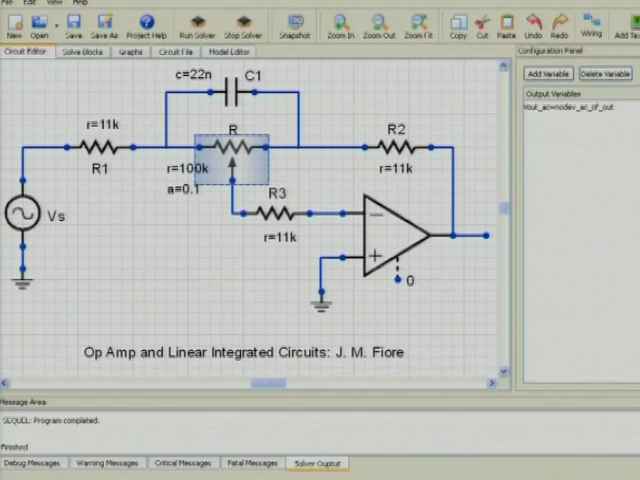 File Edit View Help
New Open Save Save As Project Help Run Solver Stop Solver Snapshot Zoom In Zoom Out Zoom Fit Copy Cut Paste Undo Redo Wiring Add Te
Circuit Editor Solve Blocks Graphs Circuit File Model Editor
Configuration Panel
Add Variable Delete Variable
Output Variables
Vout_ac=nodev_ac_of_out
c=22n C1
r=11k
R
R2
R1
r=100k
r=11k
a=0.1
R3
Vs
r=11k
0
Op Amp and Linear Integrated Circuits: J. M. Fiore
Message Area
SEQUEL: Program completed.
Finished
Debug Messages Warning Messages Critical Messages Fatal Messages Solver Ouptut